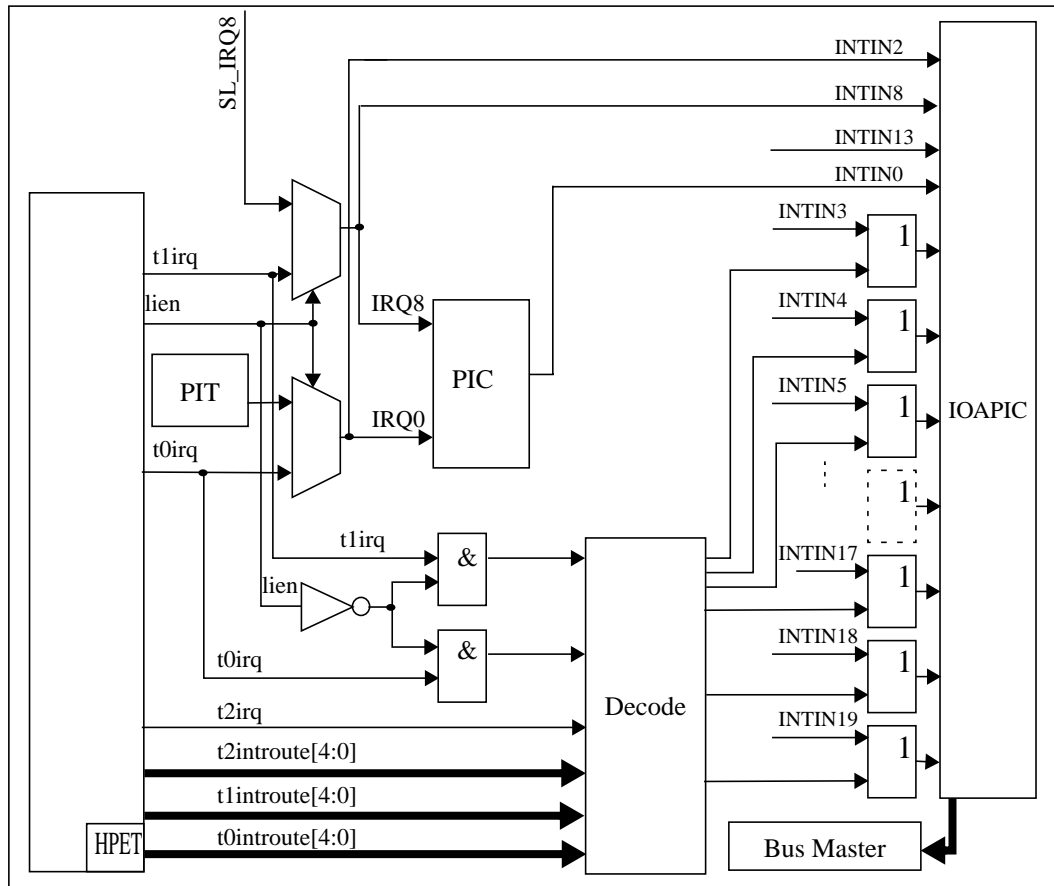 SL_IRQ8
INTIN2
INTIN8
INTIN13
INTIN0
INTIN3
1
t1irq
lien
IRQ8
INTIN4
1
PIT
PIC
INTIN5
1
IOAPIC
IRQ0
t0irq
1
t1irq
&
INTIN17
1
lien
&
t0irq
INTIN18
1
Decode
t2irq
INTIN19
1
t2introute[4:0]
t1introute[4:0]
HPET
t0introute[4:0]
Bus Master